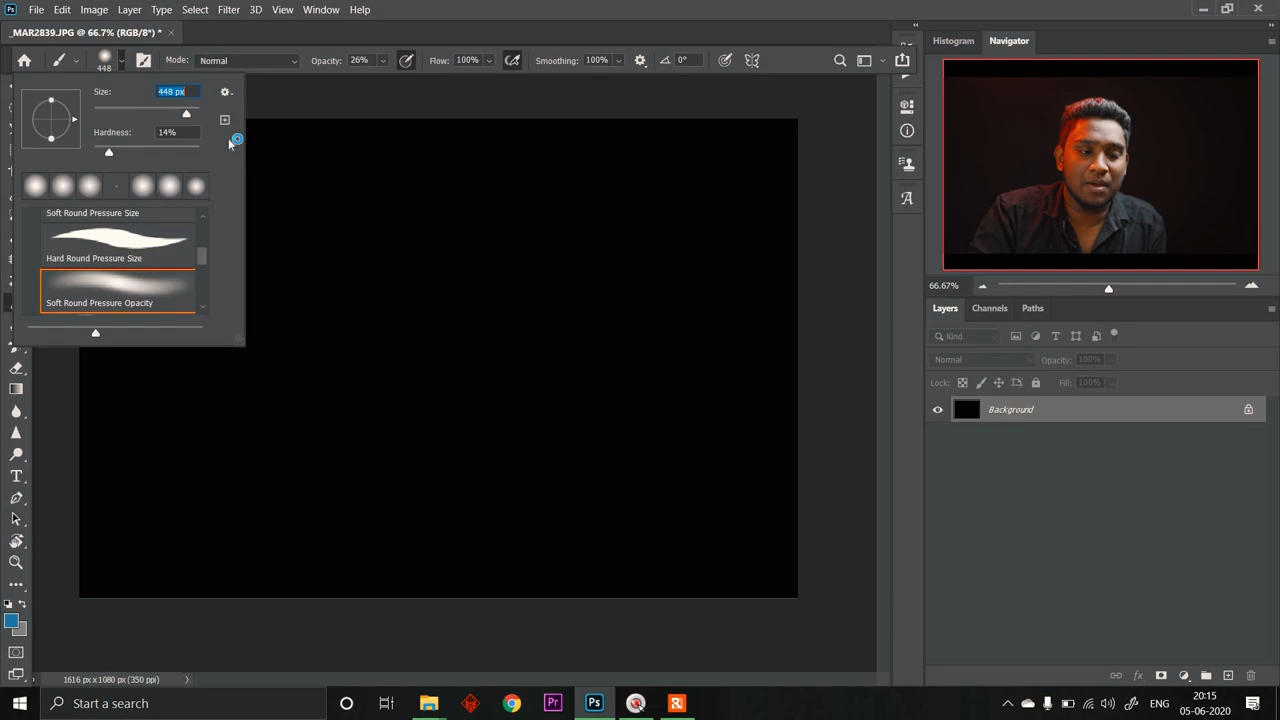 Ps File Edit Image Layer Type Select Filter 3D View Window Help
_MAR2839.JPG @ 66.7% (RGB/8*) *
448 Mode: Normal Opacity: 26% Flow: 100% Smoothing: 100% 0°
Histogram Navigator
Size: 448 px
Hardness: 14%
Soft Round Pressure Size
Hard Round Pressure Size
Soft Round Pressure Opacity
66.67%
Layers Channels Paths
Kind
Normal Opacity: 100%
Lock: Fill: 100%
Background
1616 px x 1080 px (350 ppi)
Start a search
Pr Ps
ENG
20:15
05-06-2020